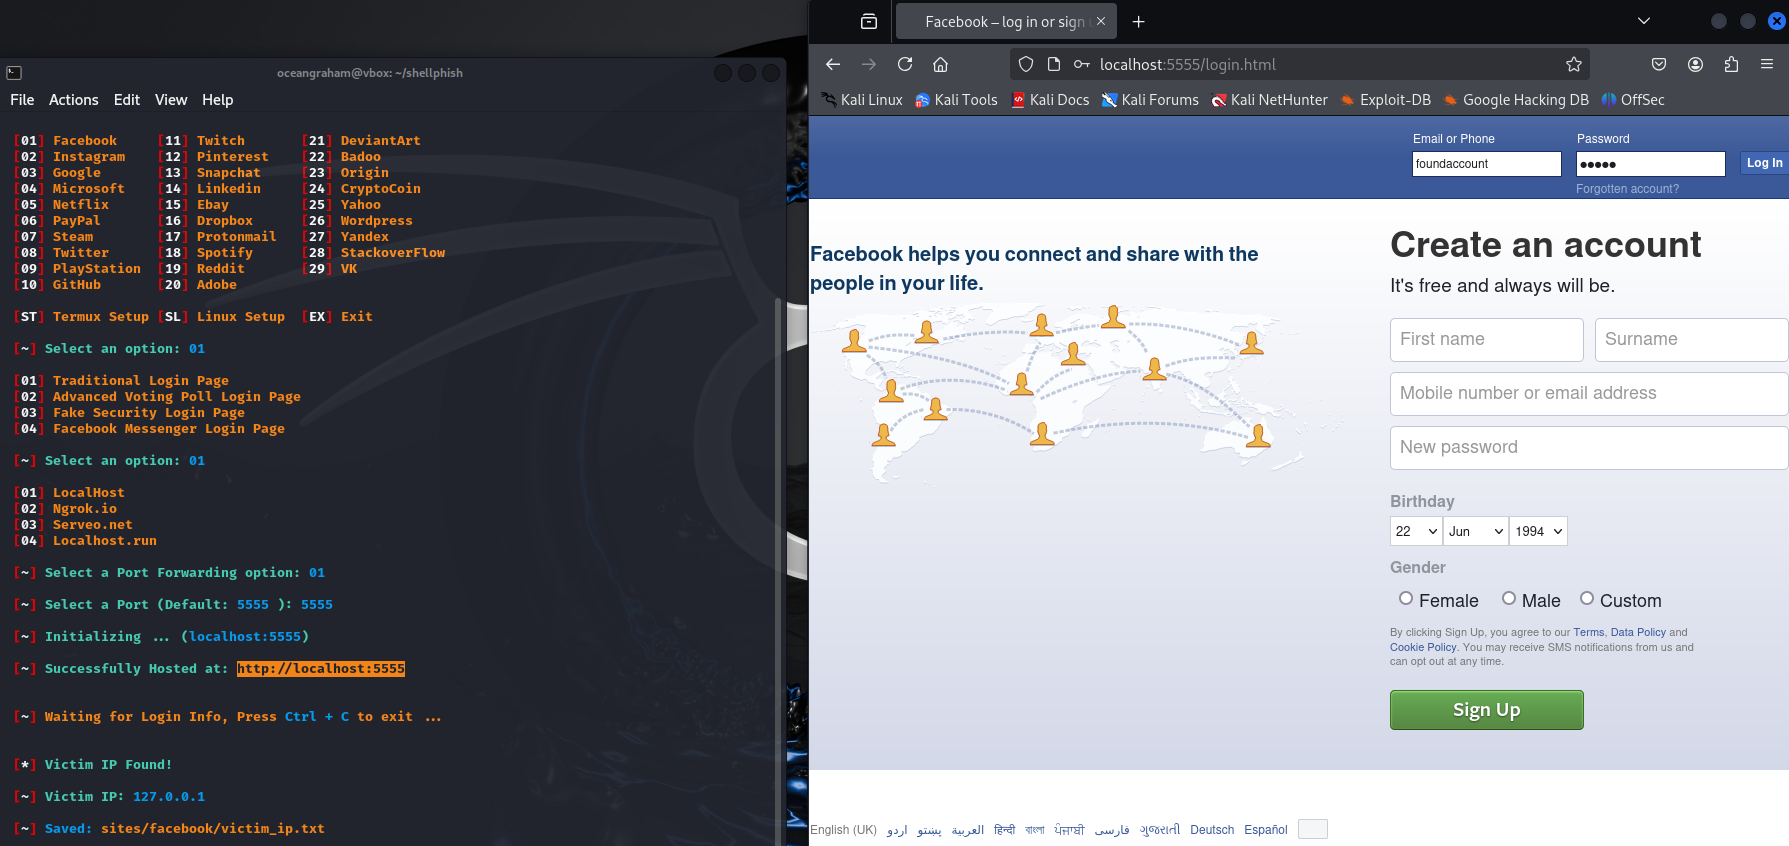 oceangraham@vbox: ~/shellphish
File Actions Edit View Help
[01] Facebook [11] Twitch [21] DeviantArt
[02] Instagram [12] Pinterest [22] Badoo
[03] Google [13] Snapchat [23] Origin
[04] Microsoft [14] Linkedin [24] CryptoCoin
[05] Netflix [15] Ebay [25] Yahoo
[06] PayPal [16] Dropbox [26] Wordpress
[07] Steam [17] Protonmail [27] Yandex
[08] Twitter [18] Spotify [28] StackoverFlow
[09] PlayStation [19] Reddit [29] VK
[10] GitHub [20] Adobe
[ST] Termux Setup [SL] Linux Setup [EX] Exit
[~] Select an option: 01
[01] Traditional Login Page
[02] Advanced Voting Poll Login Page
[03] Fake Security Login Page
[04] Facebook Messenger Login Page
[~] Select an option: 01
[01] LocalHost
[02] Ngrok.io
[03] Serveo.net
[04] Localhost.run
[~] Select a Port Forwarding option: 01
[~] Select a Port (Default: 5555 ): 5555
[~] Initializing ... (localhost:5555)
[~] Successfully Hosted at: http://localhost:5555
[~] Waiting for Login Info, Press Ctrl + C to exit ...
[*] Victim IP Found!
[~] Victim IP: 127.0.0.1
[~] Saved: sites/facebook/victim_ip.txt
Facebook – log in or sign u
localhost:5555/login.html
Kali Linux Kali Tools Kali Docs Kali Forums Kali NetHunter Exploit-DB Google Hacking DB OffSec
Email or Phone Password
foundaccount ●●●●● Log In
Forgotten account?
Facebook helps you connect and share with the
people in your life.
Create an account
It's free and always will be.
First name Surname
Mobile number or email address
New password
Birthday
22 Jun 1994
Gender
Female Male Custom
By clicking Sign Up, you agree to our Terms, Data Policy and
Cookie Policy. You may receive SMS notifications from us and
can opt out at any time.
Sign Up
English (UK) اردو پښتو العربية हिन्दी বাংলা ਪੰਜਾਬੀ فارسی ગુજરાતી Deutsch Español